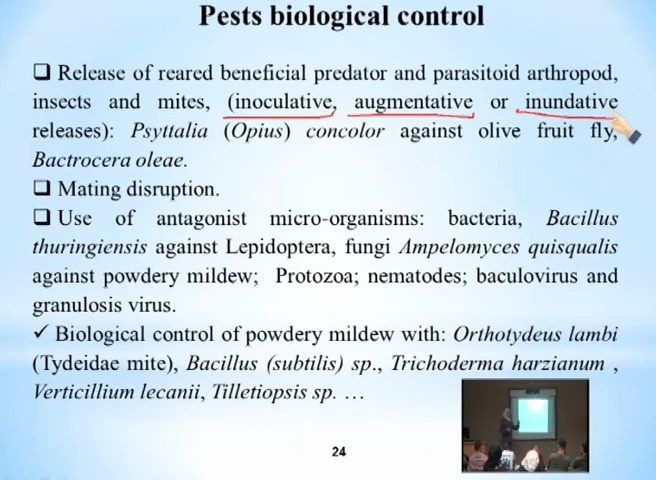 Pests biological control
❑ Release of reared beneficial predator and parasitoid arthropod,
insects and mites, (inoculative, augmentative or inundative
releases): Psyttalia (Opius) concolor against olive fruit fly,
Bactrocera oleae.
❑ Mating disruption.
❑ Use of antagonist micro-organisms: bacteria, Bacillus
thuringiensis against Lepidoptera, fungi Ampelomyces quisqualis
against powdery mildew; Protozoa; nematodes; baculovirus and
granulosis virus.
✓ Biological control of powdery mildew with: Orthotydeus lambi
(Tydeidae mite), Bacillus (subtilis) sp., Trichoderma harzianum ,
Verticillium lecanii, Tilletiopsis sp. …
24